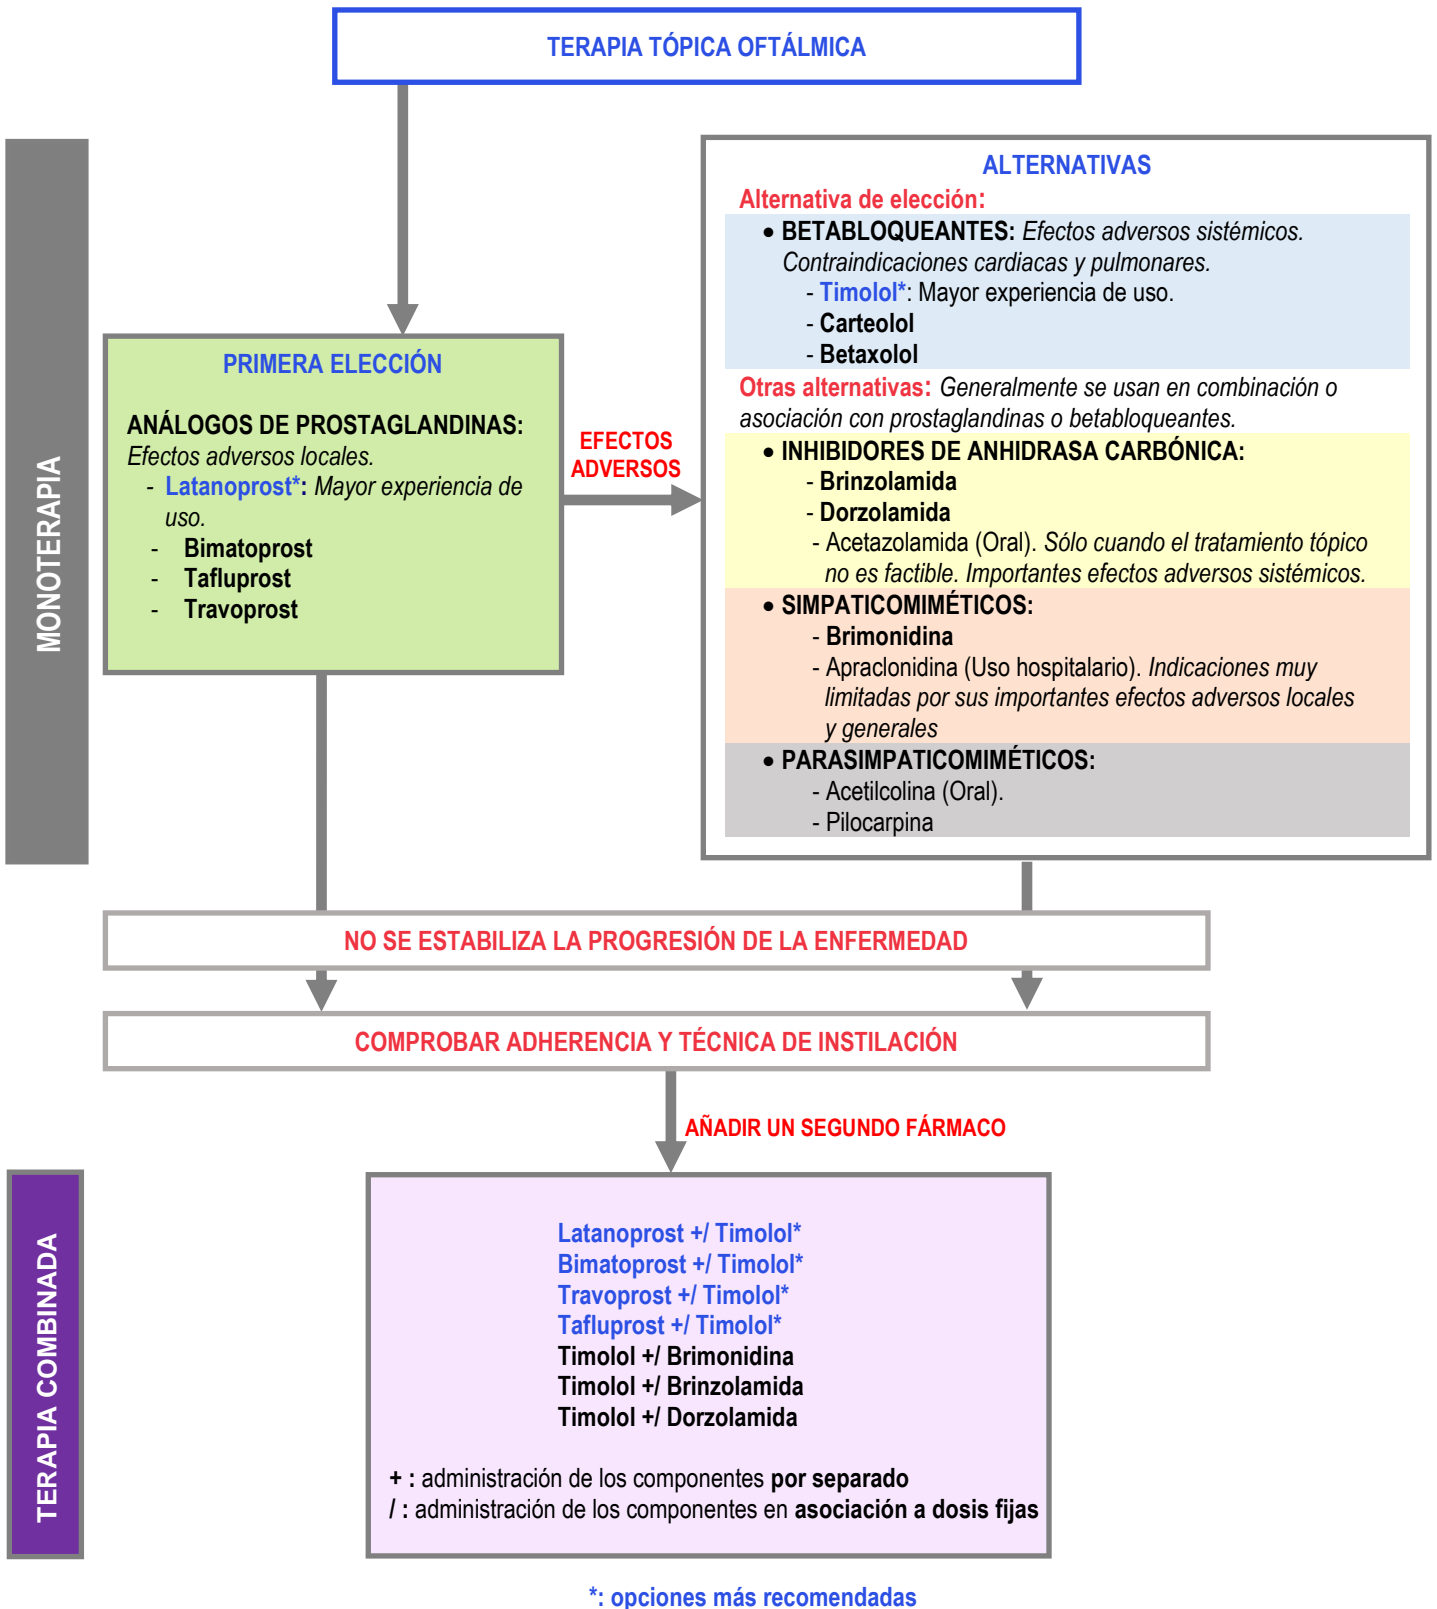 TERAPIA TÓPICA OFTÁLMICA
MONOTERAPIA
PRIMERA ELECCIÓN
ANÁLOGOS DE PROSTAGLANDINAS:
Efectos adversos locales.
- Latanoprost*: Mayor experiencia de
uso.
- Bimatoprost
- Tafluprost
- Travoprost
EFECTOS
ADVERSOS
ALTERNATIVAS
Alternativa de elección:
• BETABLOQUEANTES: Efectos adversos sistémicos.
Contraindicaciones cardiacas y pulmonares.
- Timolol*: Mayor experiencia de uso.
- Carteolol
- Betaxolol
Otras alternativas: Generalmente se usan en combinación o
asociación con prostaglandinas o betabloqueantes.
• INHIBIDORES DE ANHIDRASA CARBÓNICA:
- Brinzolamida
- Dorzolamida
- Acetazolamida (Oral). Sólo cuando el tratamiento tópico
no es factible. Importantes efectos adversos sistémicos.
• SIMPATICOMIMÉTICOS:
- Brimonidina
- Apraclonidina (Uso hospitalario). Indicaciones muy
limitadas por sus importantes efectos adversos locales
y generales
• PARASIMPATICOMIMÉTICOS:
- Acetilcolina (Oral).
- Pilocarpina
NO SE ESTABILIZA LA PROGRESIÓN DE LA ENFERMEDAD
COMPROBAR ADHERENCIA Y TÉCNICA DE INSTILACIÓN
AÑADIR UN SEGUNDO FÁRMACO
TERAPIA COMBINADA
Latanoprost +/ Timolol*
Bimatoprost +/ Timolol*
Travoprost +/ Timolol*
Tafluprost +/ Timolol*
Timolol +/ Brimonidina
Timolol +/ Brinzolamida
Timolol +/ Dorzolamida
+ : administración de los componentes por separado
/ : administración de los componentes en asociación a dosis fijas
*: opciones más recomendadas